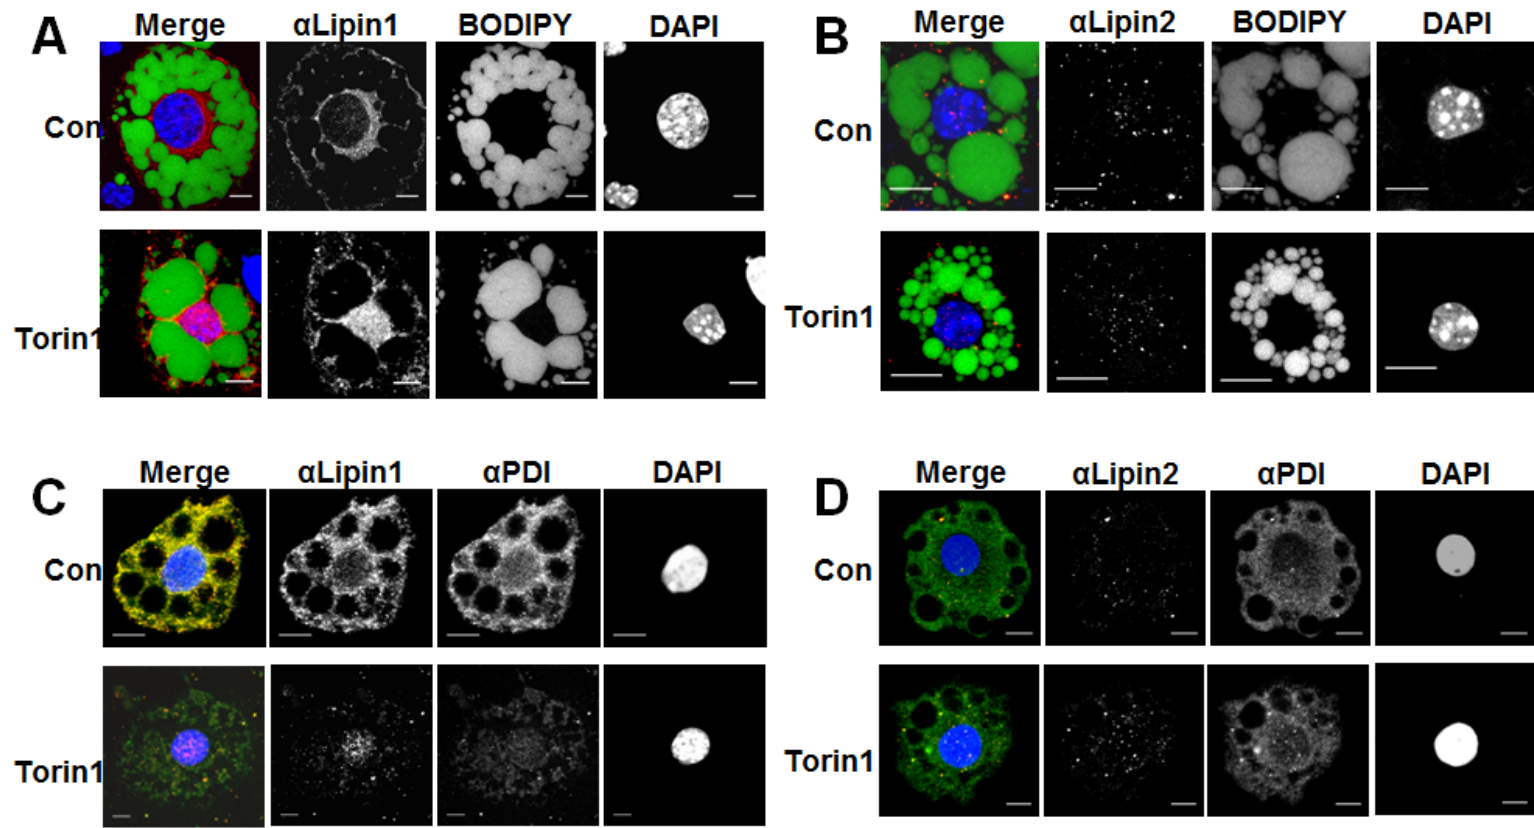 A Merge αLipin1 BODIPY DAPI
Con
Torin1
B Merge αLipin2 BODIPY DAPI
Con
Torin1
C Merge αLipin1 αPDI DAPI
Con
Torin1
D Merge αLipin2 αPDI DAPI
Con
Torin1